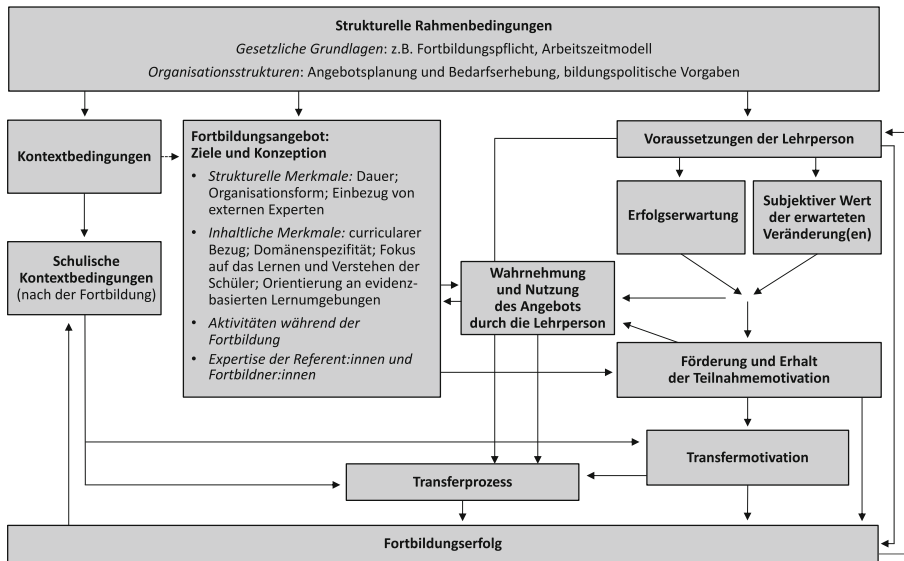 Strukturelle Rahmenbedingungen
Gesetzliche Grundlagen: z.B. Fortbildungspflicht, Arbeitszeitmodell
Organisationsstrukturen: Angebotsplanung und Bedarfserhebung, bildungspolitische Vorgaben
Kontextbedingungen
Schulische
Kontextbedingungen
(nach der Fortbildung)
Fortbildungsangebot:
Ziele und Konzeption
• Strukturelle Merkmale: Dauer;
Organisationsform; Einbezug von
externen Experten
• Inhaltliche Merkmale: curricularer
Bezug; Domänenspezifität; Fokus
auf das Lernen und Verstehen der
Schüler; Orientierung an evidenz-
basierten Lernumgebungen
• Aktivitäten während der
Fortbildung
• Expertise der Referent:innen und
Fortbildner:innen
Wahrnehmung
und Nutzung
des Angebots
durch die Lehrperson
Voraussetzungen der Lehrperson
Erfolgserwartung
Subjektiver Wert
der erwarteten
Veränderung(en)
Förderung und Erhalt
der Teilnahmemotivation
Transfermotivation
Transferprozess
Fortbildungserfolg